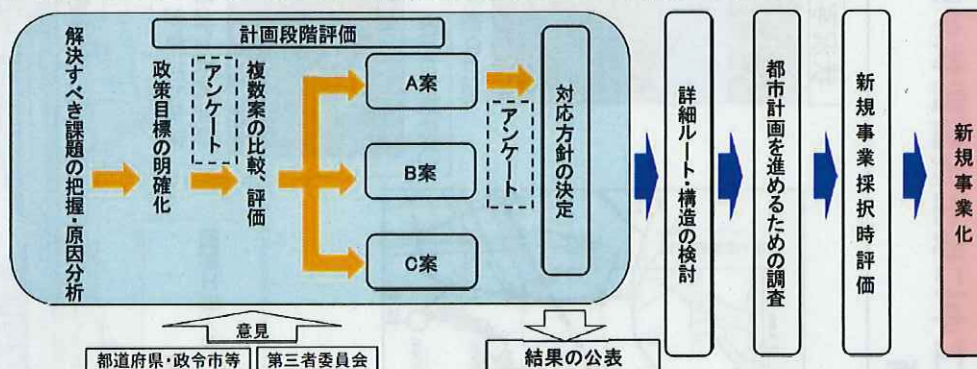 計画段階評価
解決すべき課題の把握・原因分析
政策目標の明確化
アンケート
複数案の比較、評価
A案
B案
C案
アンケート
対応方針の決定
詳細ルート・構造の検討
都市計画を進めるための調査
新規事業採択時評価
新規事業化
意見
都道府県・政令市等
第三者委員会
結果の公表